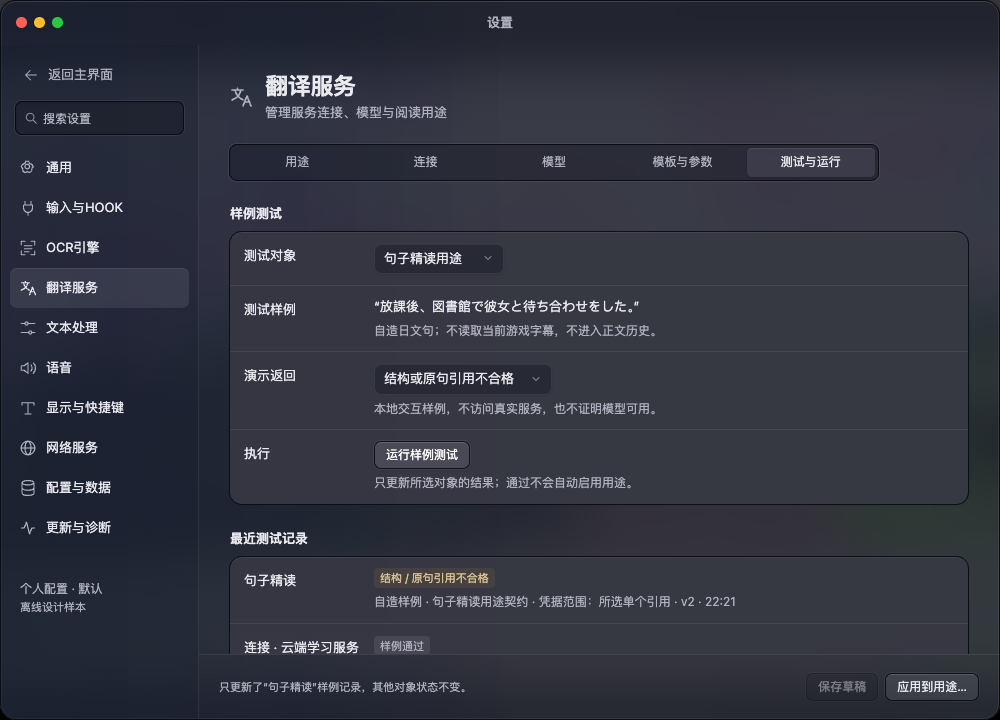 设置
返回主界面
搜索设置
通用
输入与HOOK
OCR引擎
翻译服务
文本处理
语音
显示与快捷键
网络服务
配置与数据
更新与诊断
个人配置 · 默认
离线设计样本
翻译服务
管理服务连接、模型与阅读用途
用途 连接 模型 模板与参数 测试与运行
样例测试
测试对象 句子精读用途
测试样例 “放課後、図書館で彼女と待ち合わせをした。”
自造日文句；不读取当前游戏字幕，不进入正文历史。
演示返回 结构或原句引用不合格
本地交互样例，不访问真实服务，也不证明模型可用。
执行 运行样例测试
只更新所选对象的结果；通过不会自动启用用途。
最近测试记录
句子精读 结构 / 原句引用不合格
自造样例 · 句子精读用途契约 · 凭据范围：所选单个引用 · v2 · 22:21
连接 · 云端学习服务 样例通过
只更新了“句子精读”样例记录，其他对象状态不变。
保存草稿 应用到用途…